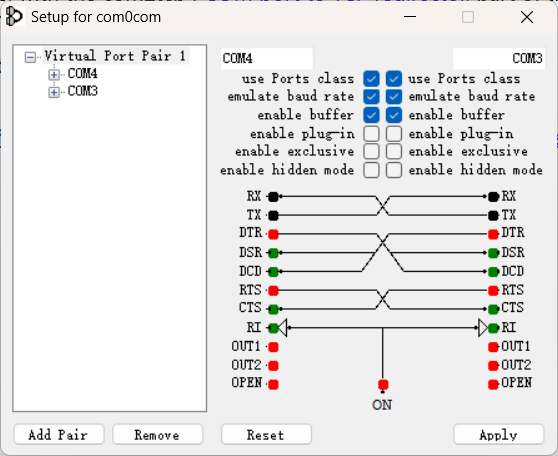 Setup for com0com
Virtual Port Pair 1
COM4
COM3
COM4 COM3
use Ports class use Ports class
emulate baud rate emulate baud rate
enable buffer enable buffer
enable plug-in enable plug-in
enable exclusive enable exclusive
enable hidden mode enable hidden mode
RX RX
TX TX
DTR DTR
DSR DSR
DCD DCD
RTS RTS
CTS CTS
RI RI
OUT1 OUT1
OUT2 OUT2
OPEN OPEN
ON
Add Pair Remove Reset Apply